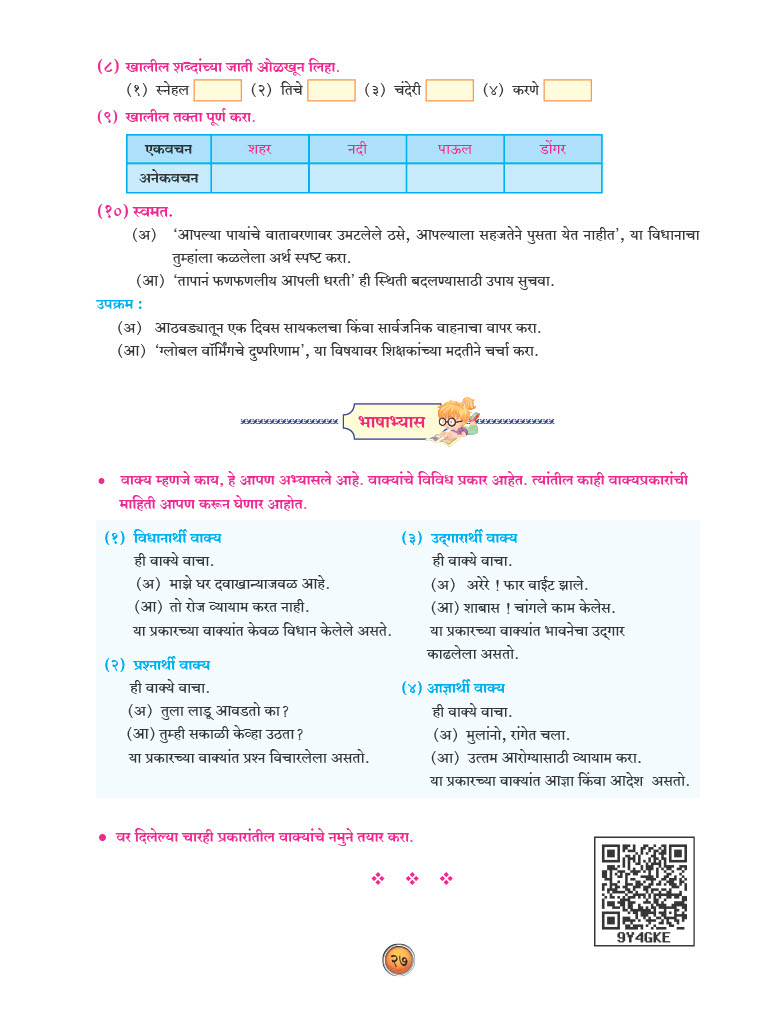 (८) खालील शब्दांच्या जाती ओळखून लिहा.
(१) स्नेहल (२) तिचे (३) चंदेरी (४) करणे
(९) खालील तक्ता पूर्ण करा.
एकवचन शहर नदी पाऊल डोंगर
अनेकवचन
(१०) स्वमत.
(अ) ‘आपल्या पायांचे वातावरणावर उमटलेले ठसे, आपल्याला सहजतेने पुसता येत नाहीत’, या विधानाचा
तुम्हांला कळलेला अर्थ स्पष्ट करा.
(आ) ‘तापानं फणफणलीय आपली धरती’ ही स्थिती बदलण्यासाठी उपाय सुचवा.
उपक्रम :
(अ) आठवड्यातून एक दिवस सायकलचा किंवा सार्वजनिक वाहनाचा वापर करा.
(आ) ‘ग्लोबल वॉर्मिंगचे दुष्परिणाम’, या विषयावर शिक्षकांच्या मदतीने चर्चा करा.
भाषाभ्यास
• वाक्य म्हणजे काय, हे आपण अभ्यासले आहे. वाक्यांचे विविध प्रकार आहेत. त्यांतील काही वाक्यप्रकारांची
माहिती आपण करून घेणार आहोत.
(१) विधानार्थी वाक्य
ही वाक्ये वाचा.
(अ) माझे घर दवाखान्याजवळ आहे.
(आ) तो रोज व्यायाम करत नाही.
या प्रकारच्या वाक्यांत केवळ विधान केलेले असते.
(२) प्रश्नार्थी वाक्य
ही वाक्ये वाचा.
(अ) तुला लाडू आवडतो का?
(आ) तुम्ही सकाळी केव्हा उठता?
या प्रकारच्या वाक्यांत प्रश्न विचारलेला असतो.
(३) उद्‌गारार्थी वाक्य
ही वाक्ये वाचा.
(अ) अरेरे ! फार वाईट झाले.
(आ) शाबास ! चांगले काम केलेस.
या प्रकारच्या वाक्यांत भावनेचा उद्‌गार
काढलेला असतो.
(४) आज्ञार्थी वाक्य
ही वाक्ये वाचा.
(अ) मुलांनो, रांगेत चला.
(आ) उत्तम आरोग्यासाठी व्यायाम करा.
या प्रकारच्या वाक्यांत आज्ञा किंवा आदेश असतो.
• वर दिलेल्या चारही प्रकारांतील वाक्यांचे नमुने तयार करा.
9Y4GKE
२७